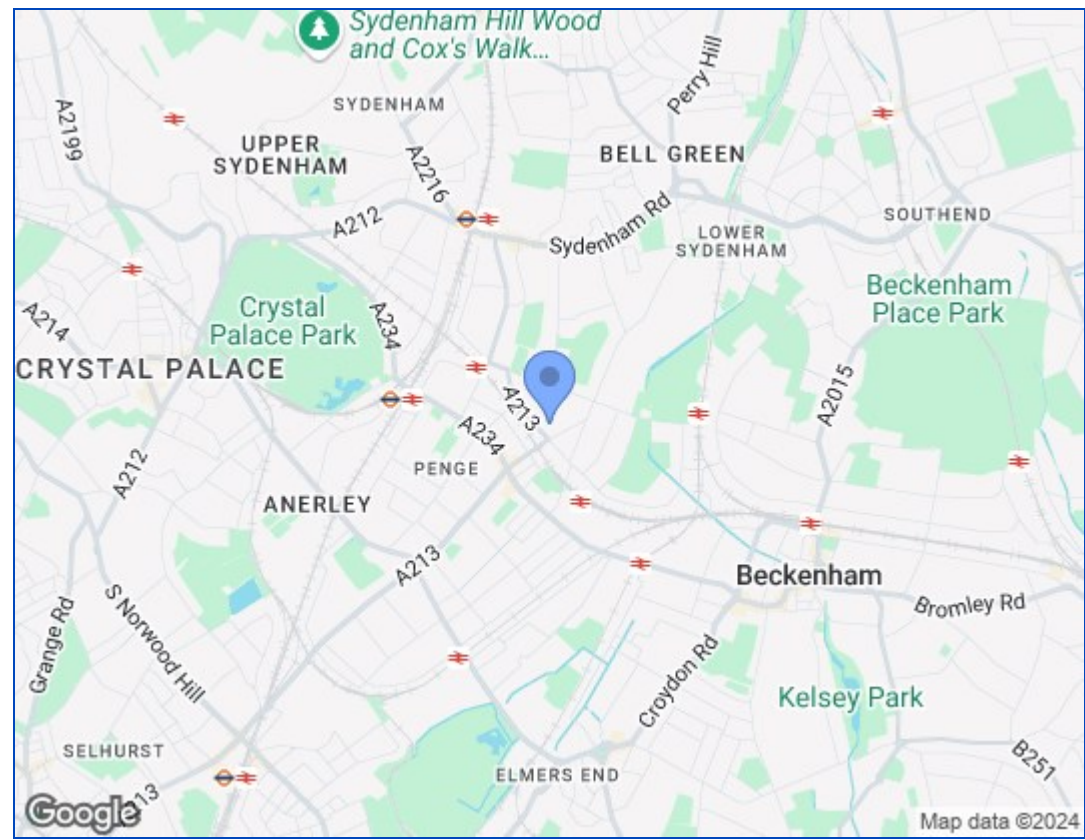 Sydenham Hill Wood
and Cox's Walk...
Perry Hill
A2199
SYDENHAM
UPPER
SYDENHAM
A2216
BELL GREEN
A212
Sydenham Rd
SOUTHEND
LOWER
SYDENHAM
Beckenham
Place Park
Crystal
Palace Park
A234
A214
CRYSTAL PALACE
A213
A2015
A234
PENGE
A212
ANERLEY
A213
Beckenham
S Norwood Hill
Bromley Rd
Grange Rd
Croydon Rd
Kelsey Park
SELHURST
B251
ELMERS END
A213
Google
Map data ©2024